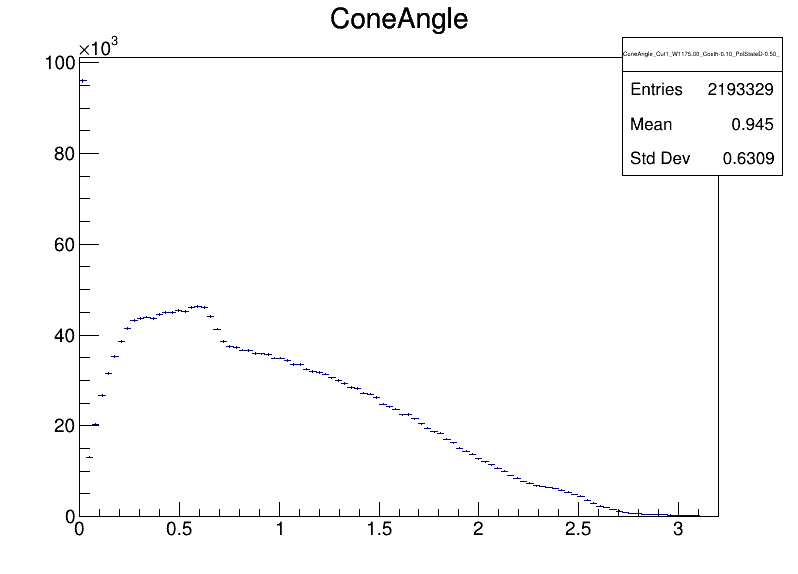 ConeAngle
×10³
ConeAngle_Cut1_W1175.00_Costh-0.10_PolStateD-0.50_
Entries 2193329
Mean 0.945
Std Dev 0.6309
100
80
60
40
20
0
0 0.5 1 1.5 2 2.5 3